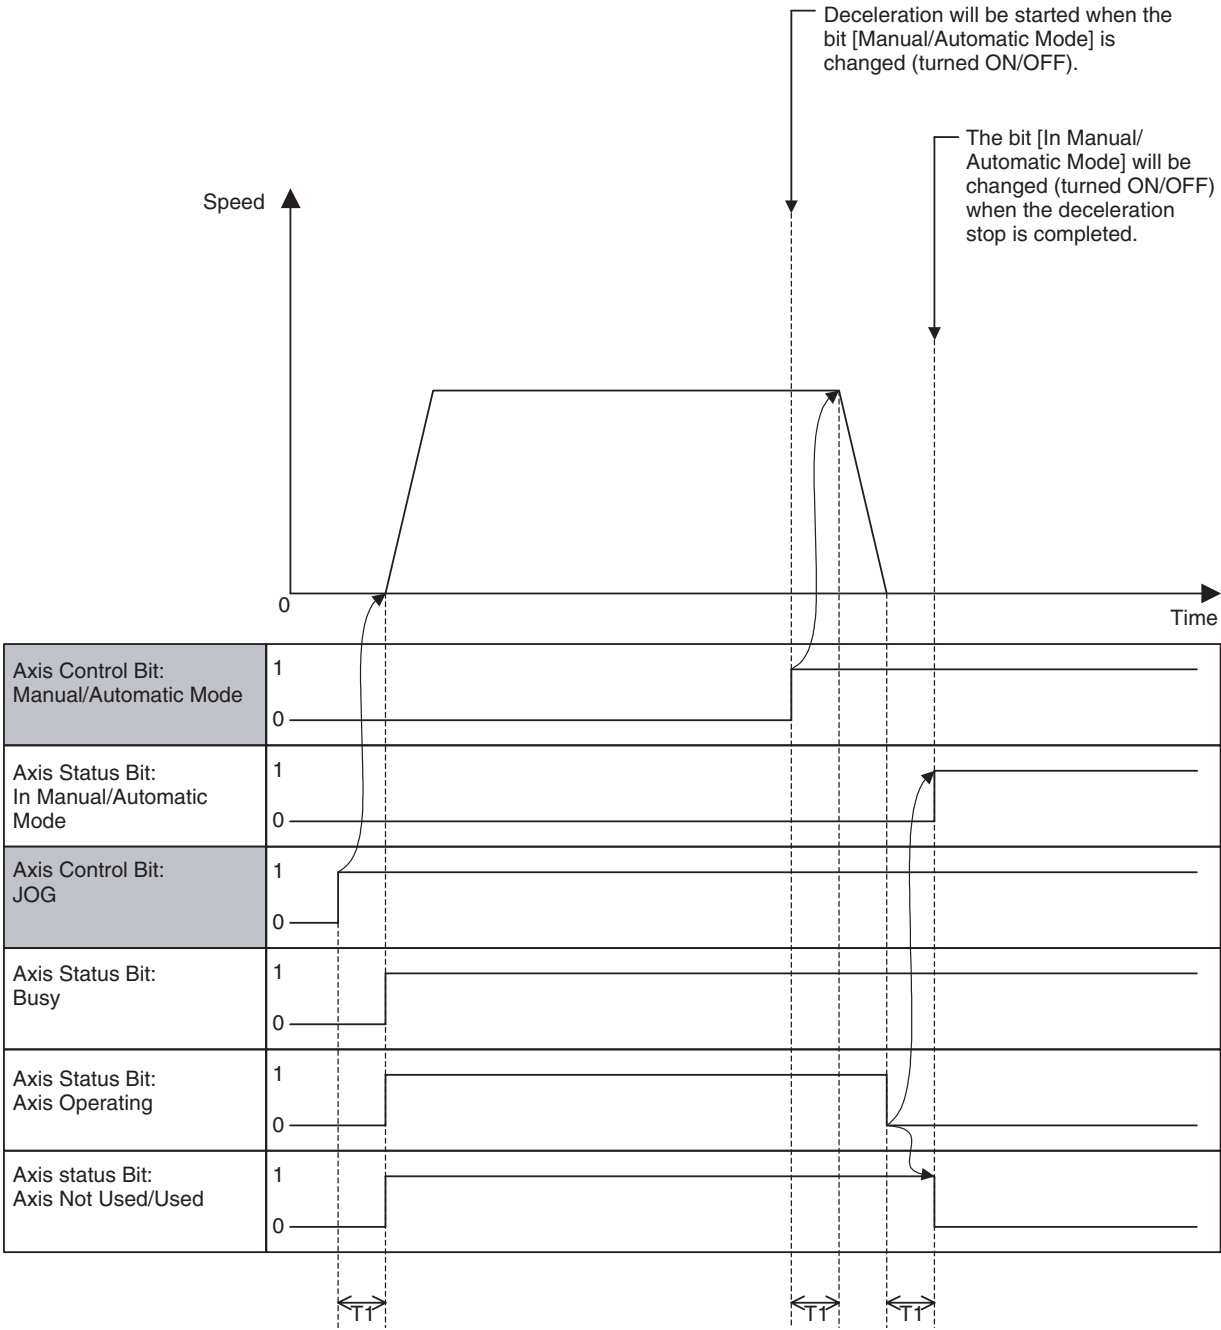 Deceleration will be started when the
bit [Manual/Automatic Mode] is
changed (turned ON/OFF).
The bit [In Manual/
Automatic Mode] will be
changed (turned ON/OFF)
when the deceleration
stop is completed.
Speed
0
Time
Axis Control Bit:
Manual/Automatic Mode
1
0
Axis Status Bit:
In Manual/Automatic
Mode
1
0
Axis Control Bit:
JOG
1
0
Axis Status Bit:
Busy
1
0
Axis Status Bit:
Axis Operating
1
0
Axis status Bit:
Axis Not Used/Used
1
0
T1
T1
T1